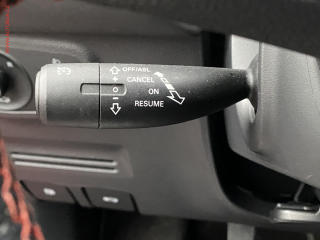 OFF/ASL
+ CANCEL
O ON
- RESUME